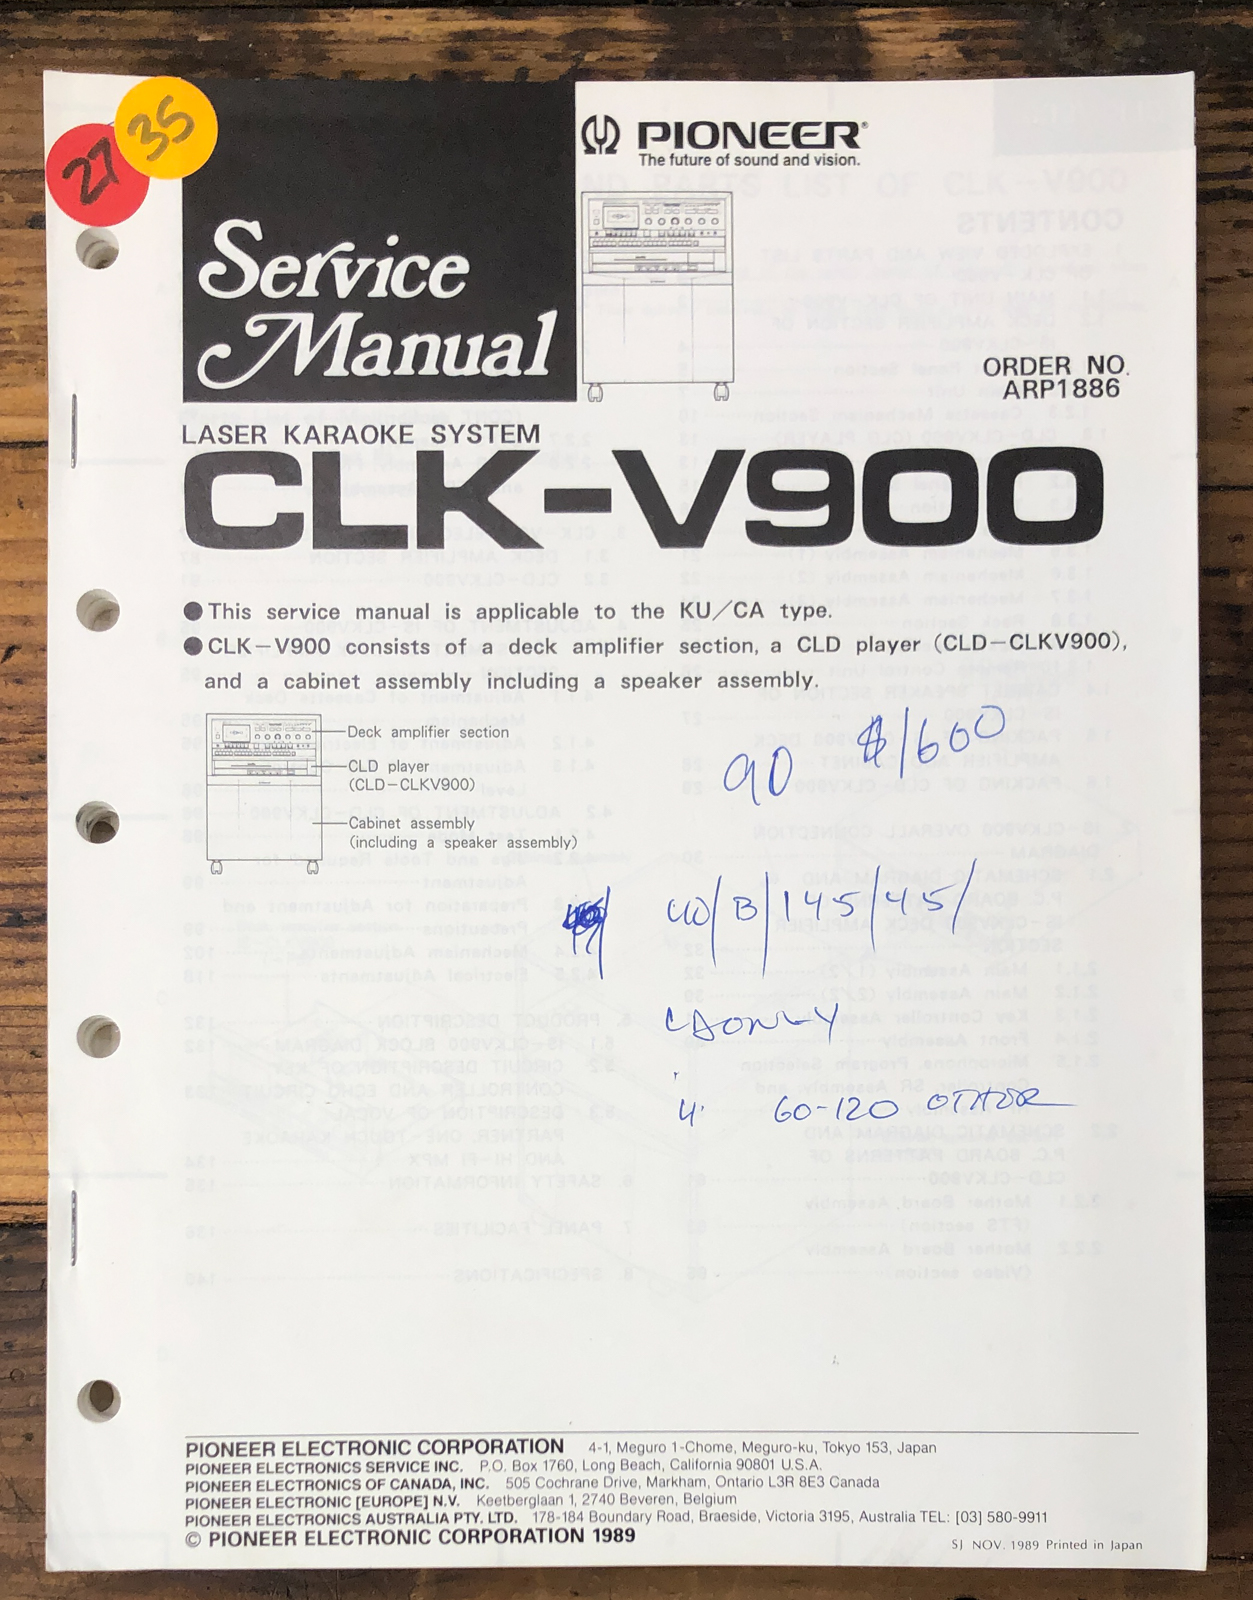 27
35
PIONEER®
The future of sound and vision.
Service
Manual
ORDER NO.
ARP1886
LASER KARAOKE SYSTEM
CLK-V900
●This service manual is applicable to the KU/CA type.
●CLK-V900 consists of a deck amplifier section, a CLD player (CLD-CLKV900),
and a cabinet assembly including a speaker assembly.
Deck amplifier section
CLD player
(CLD-CLKV900)
Cabinet assembly
(including a speaker assembly)
90 $/600
40/B/145/45/
60-120
PIONEER ELECTRONIC CORPORATION 4-1, Meguro 1-Chome, Meguro-ku, Tokyo 153, Japan
PIONEER ELECTRONICS SERVICE INC. P.O. Box 1760, Long Beach, California 90801 U.S.A.
PIONEER ELECTRONICS OF CANADA, INC. 505 Cochrane Drive, Markham, Ontario L3R 8E3 Canada
PIONEER ELECTRONIC [EUROPE] N.V. Keetberglaan 1, 2740 Beveren, Belgium
PIONEER ELECTRONICS AUSTRALIA PTY. LTD. 178-184 Boundary Road, Braeside, Victoria 3195, Australia TEL: [03] 580-9911
© PIONEER ELECTRONIC CORPORATION 1989
SJ NOV. 1989 Printed in Japan